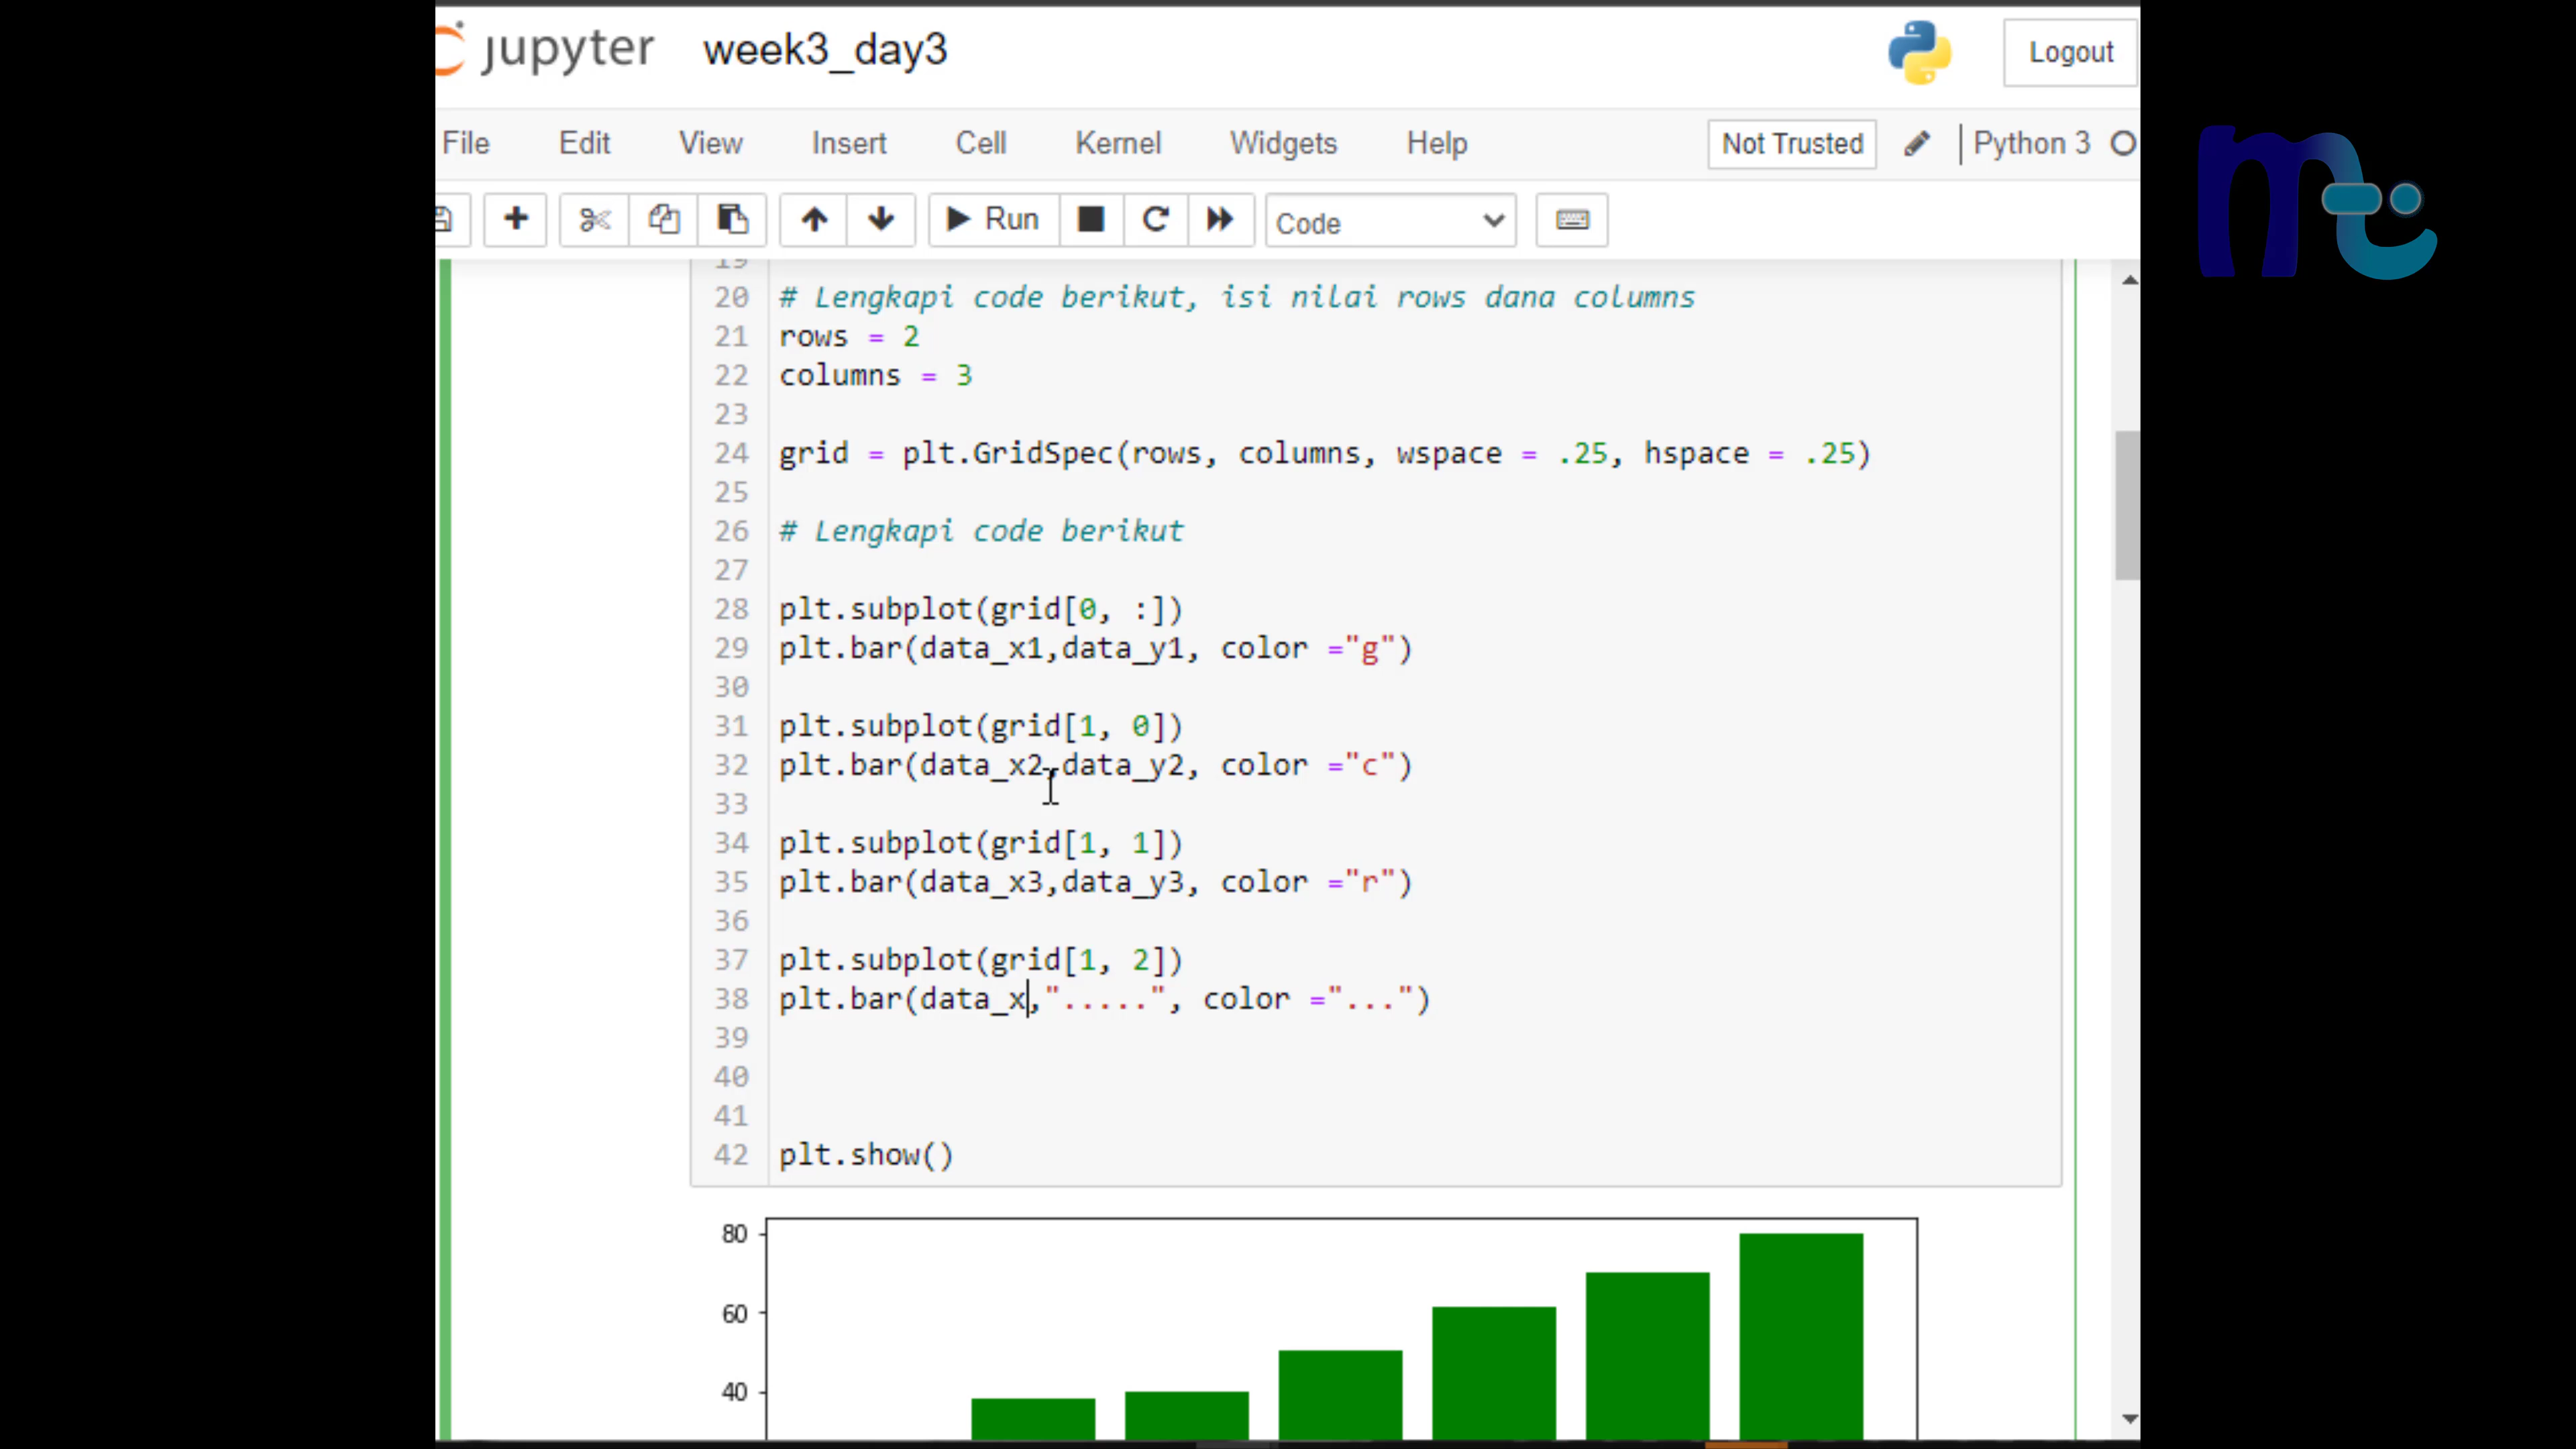 jupyter week3_day3 Logout
File Edit View Insert Cell Kernel Widgets Help Not Trusted Python 3
Run Code
19
20 # Lengkapi code berikut, isi nilai rows dana columns
21 rows = 2
22 columns = 3
23
24 grid = plt.GridSpec(rows, columns, wspace = .25, hspace = .25)
25
26 # Lengkapi code berikut
27
28 plt.subplot(grid[0, :])
29 plt.bar(data_x1,data_y1, color ="g")
30
31 plt.subplot(grid[1, 0])
32 plt.bar(data_x2,data_y2, color ="c")
33
34 plt.subplot(grid[1, 1])
35 plt.bar(data_x3,data_y3, color ="r")
36
37 plt.subplot(grid[1, 2])
38 plt.bar(data_x,".....", color ="...")
39
40
41
42 plt.show()
80
60
40